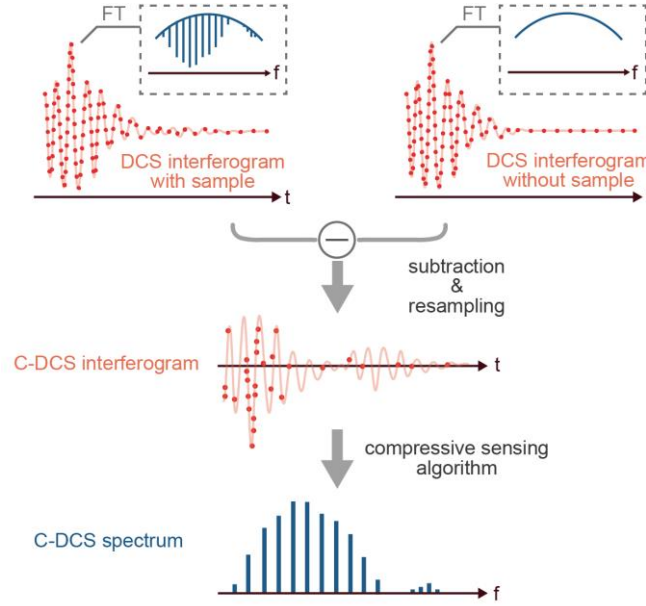 FT
f
FT
f
DCS interferogram
with sample
t
DCS interferogram
without sample
subtraction
&
resampling
C-DCS interferogram
t
compressive sensing
algorithm
C-DCS spectrum
f